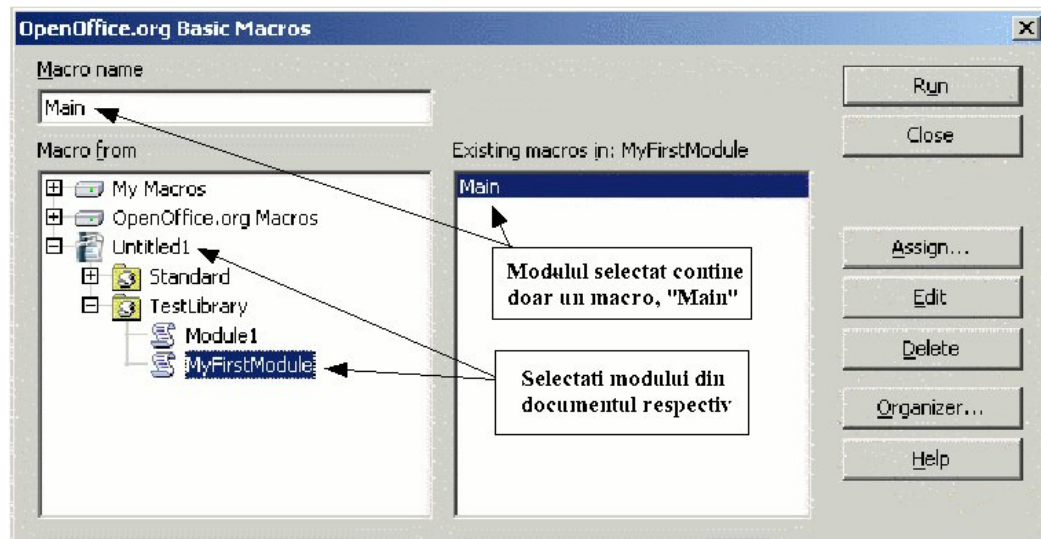 OpenOffice.org Basic Macros
Macro name
Main
Macro from
My Macros
OpenOffice.org Macros
Untitled1
Standard
TestLibrary
Module1
MyFirstModule
Existing macros in: MyFirstModule
Main
Modulul selectat contine
doar un macro, "Main"
Selectati modului din
documentul respectiv
Run
Close
Assign...
Edit
Delete
Organizer...
Help